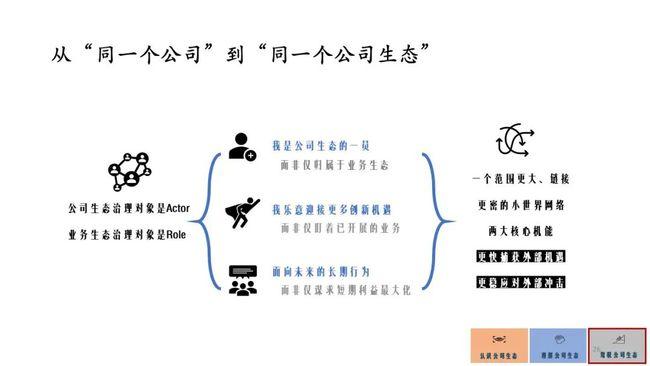 从“同一个公司”到“同一个公司生态”
公司生态治理对象是Actor
业务生态治理对象是Role
我是公司生态的一员
而非仅归属于业务生态
我乐意迎接更多创新机遇
而非仅盯着已开展的业务
面向未来的长期行为
而非仅谋求短期利益最大化
一个范围更大、链接
更密的小世界网络
两大核心机能
更快捕获外部机遇
更稳应对外部冲击
26
认识公司生态
理解公司生态
驾驭公司生态